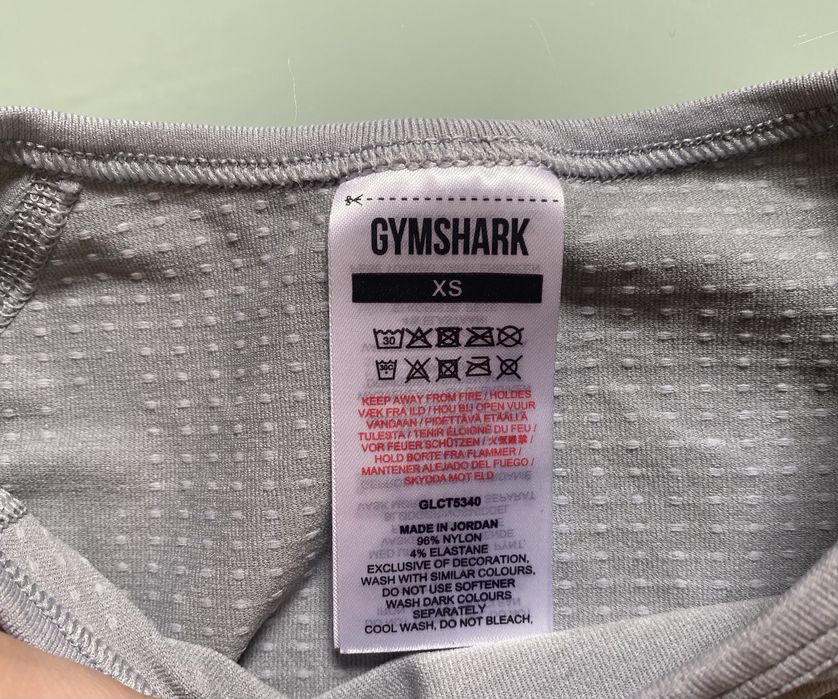 GYMSHARK
XS
30
30C
KEEP AWAY FROM FIRE / HOLDES
VÆK FRA ILD / HOU BIJ OPEN VUUR
VANDAAN / PIDETTÄVÄ ETÄÄLLÄ
TULESTA / TENIR ÉLOIGNÉ DU FEU /
VOR FEUER SCHÜTZEN / 火気厳禁 /
HOLD BORTE FRA FLAMMER /
MANTENER ALEJADO DEL FUEGO /
SKYDDA MOT ELD
GLCT5340
MADE IN JORDAN
96% NYLON
4% ELASTANE
EXCLUSIVE OF DECORATION,
WASH WITH SIMILAR COLOURS,
DO NOT USE SOFTENER
WASH DARK COLOURS
SEPARATELY
COOL WASH, DO NOT BLEACH,